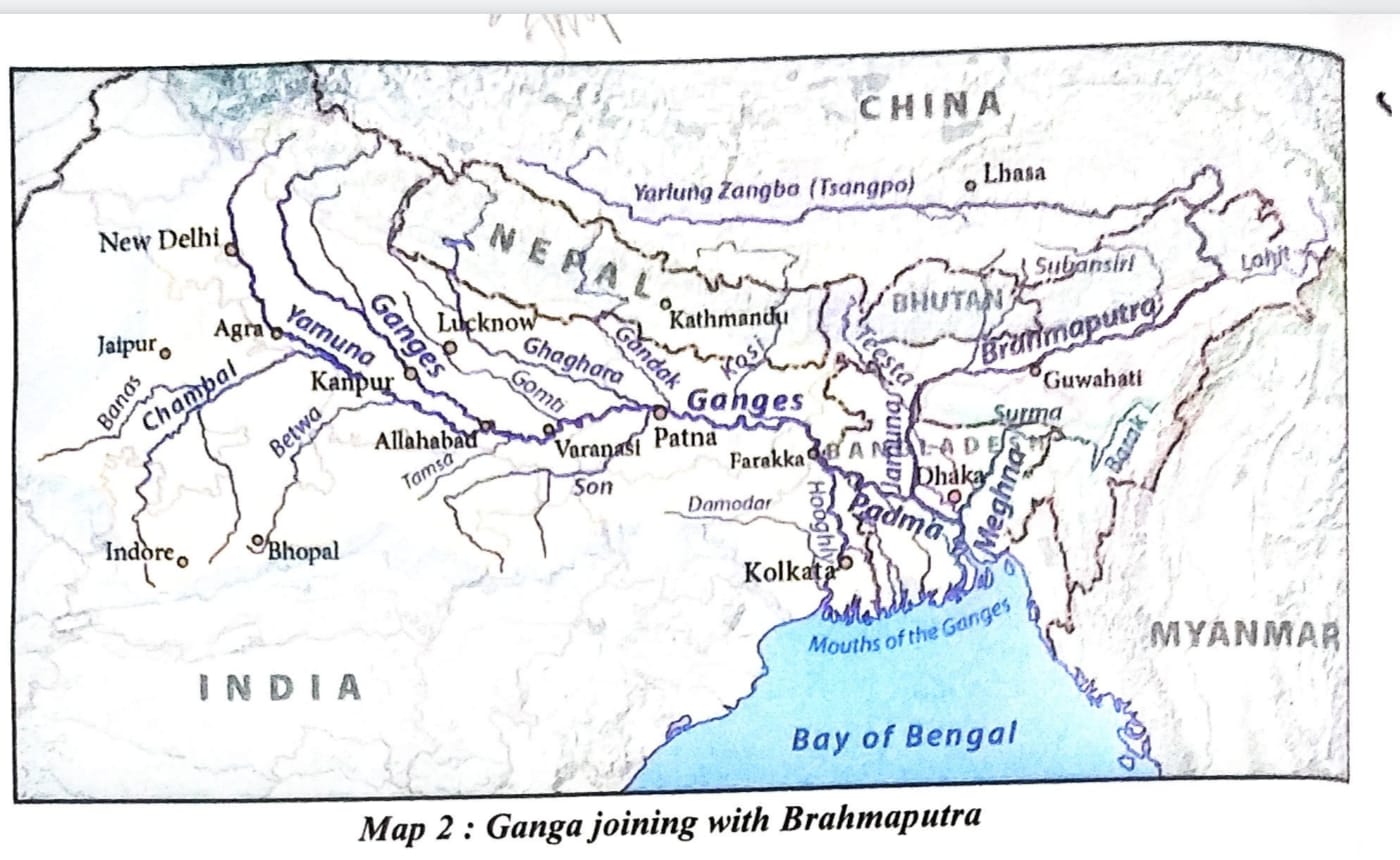 CHINA
Yarlung Zangba (Tsangpo)
Lhasa
New Delhi
NEPAL
Subansiri
Lohit
BHUTAN
Agra
Yamuna
Ganges
Lucknow
Kathmandu
Brahmaputra
Jaipur
Teesta
Gandak
Kosi
Ghaghara
Kanpur
Gomti
Guwahati
Banas
Chambal
Ganges
Betwa
Surma
Allahabad
Varanasi
Patna
Farakka
BANGLADESH
Jamuna
Barak
Tamsa
Son
Dhaka
Meghna
Damodar
Hooghly
Padma
Indore
Bhopal
Kolkata
Mouths of the Ganges
MYANMAR
INDIA
Bay of Bengal
Map 2 : Ganga joining with Brahmaputra